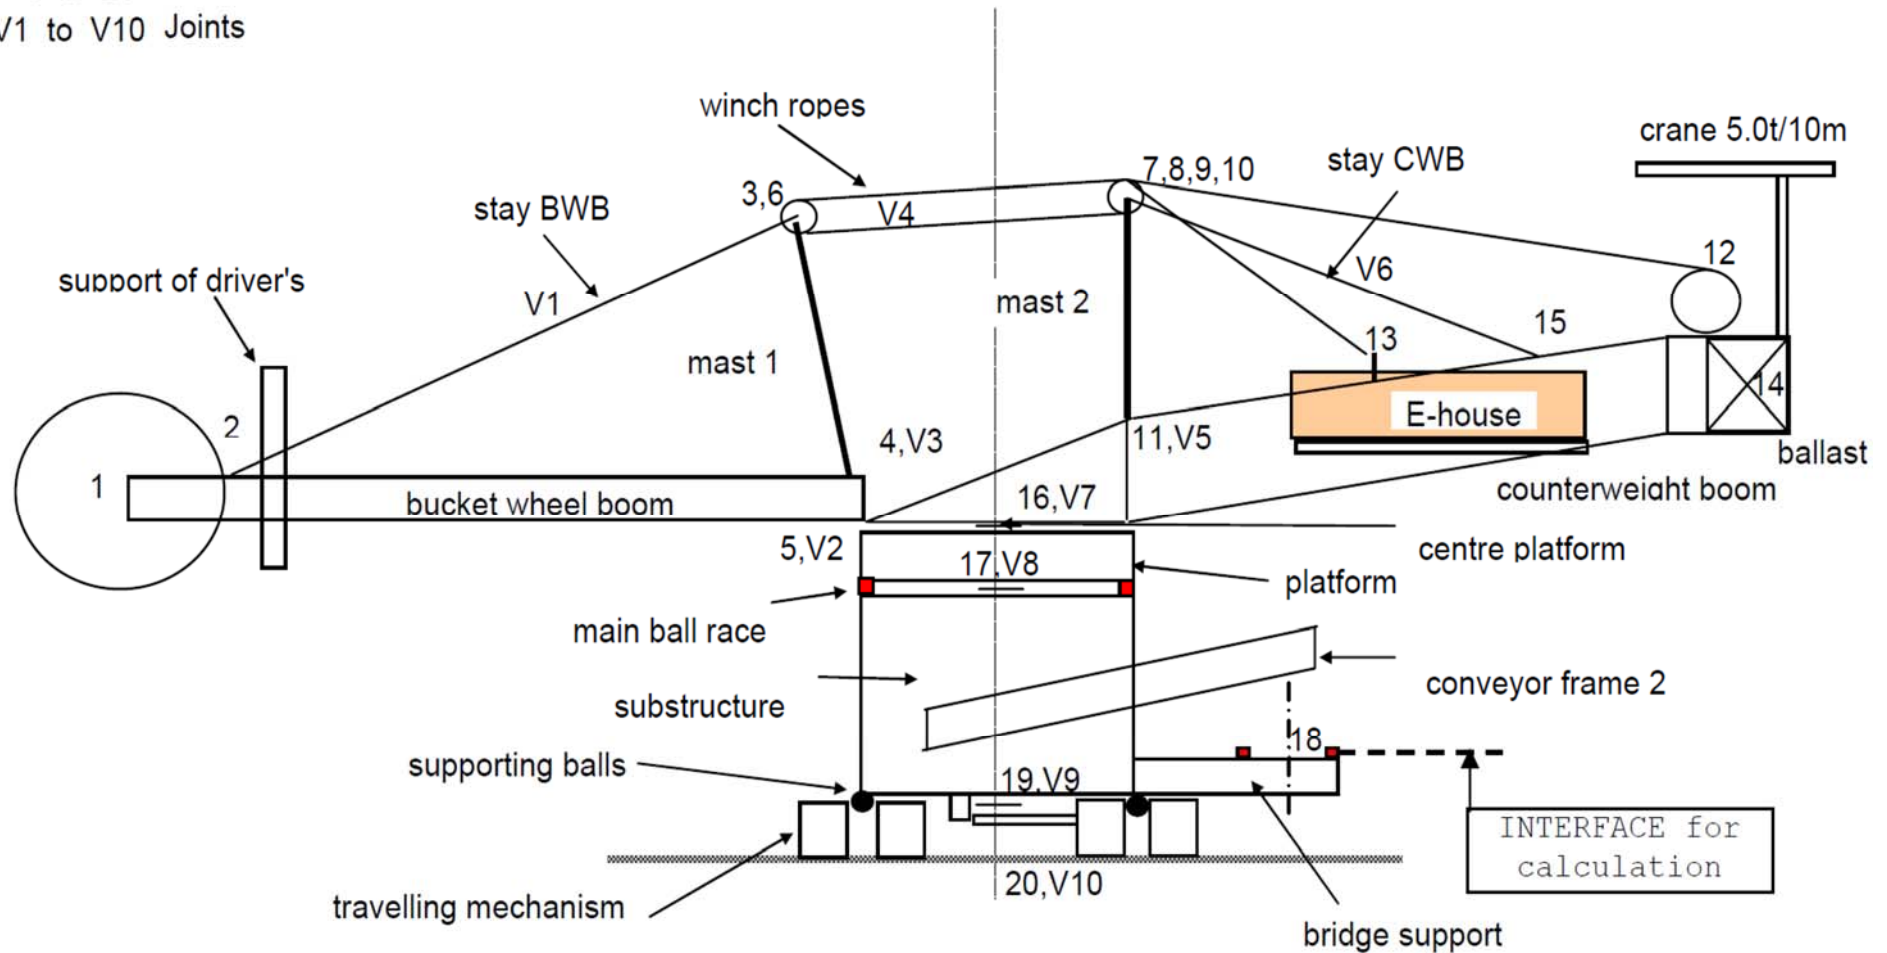 V1 to V10 Joints
winch ropes
crane 5.0t/10m
7,8,9,10
stay CWB
3,6
stay BWB
V4
12
V6
support of driver's
V1
mast 2
15
mast 1
13
14
2
E-house
4,V3
11,V5
ballast
1
bucket wheel boom
16,V7
counterweight boom
5,V2
17,V8
centre platform
platform
main ball race
conveyor frame 2
substructure
18
supporting balls
19,V9
INTERFACE for
calculation
20,V10
travelling mechanism
bridge support